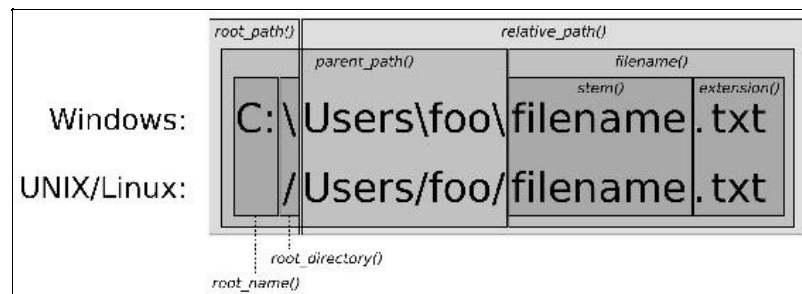 root_path() relative_path()
parent_path() filename()
stem() extension()
Windows: C:\Users\foo\filename.txt
UNIX/Linux: /Users/foo/filename.txt
root_directory()
root_name()